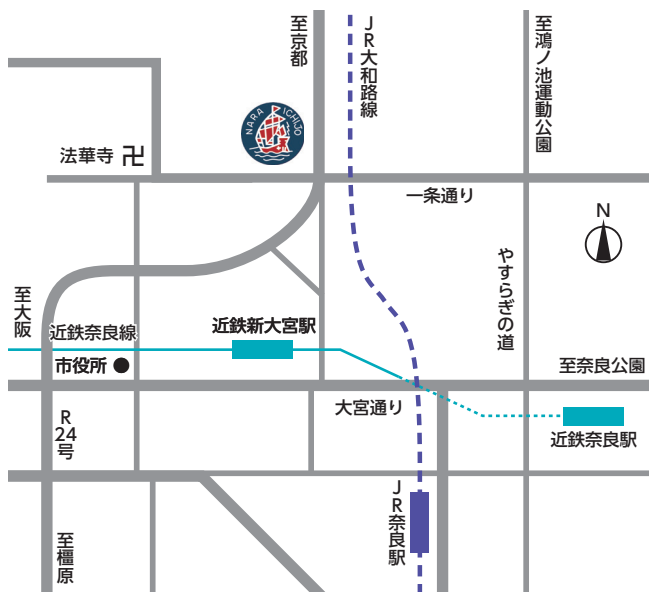 至京都
JR大和路線
至鴻ノ池運動公園
NARA ICHIJO
法華寺 卍
一条通り
N
やすらぎの道
至大阪
近鉄奈良線
近鉄新大宮駅
市役所
至奈良公園
大宮通り
R
24
号
近鉄奈良駅
JR奈良駅
至橿原